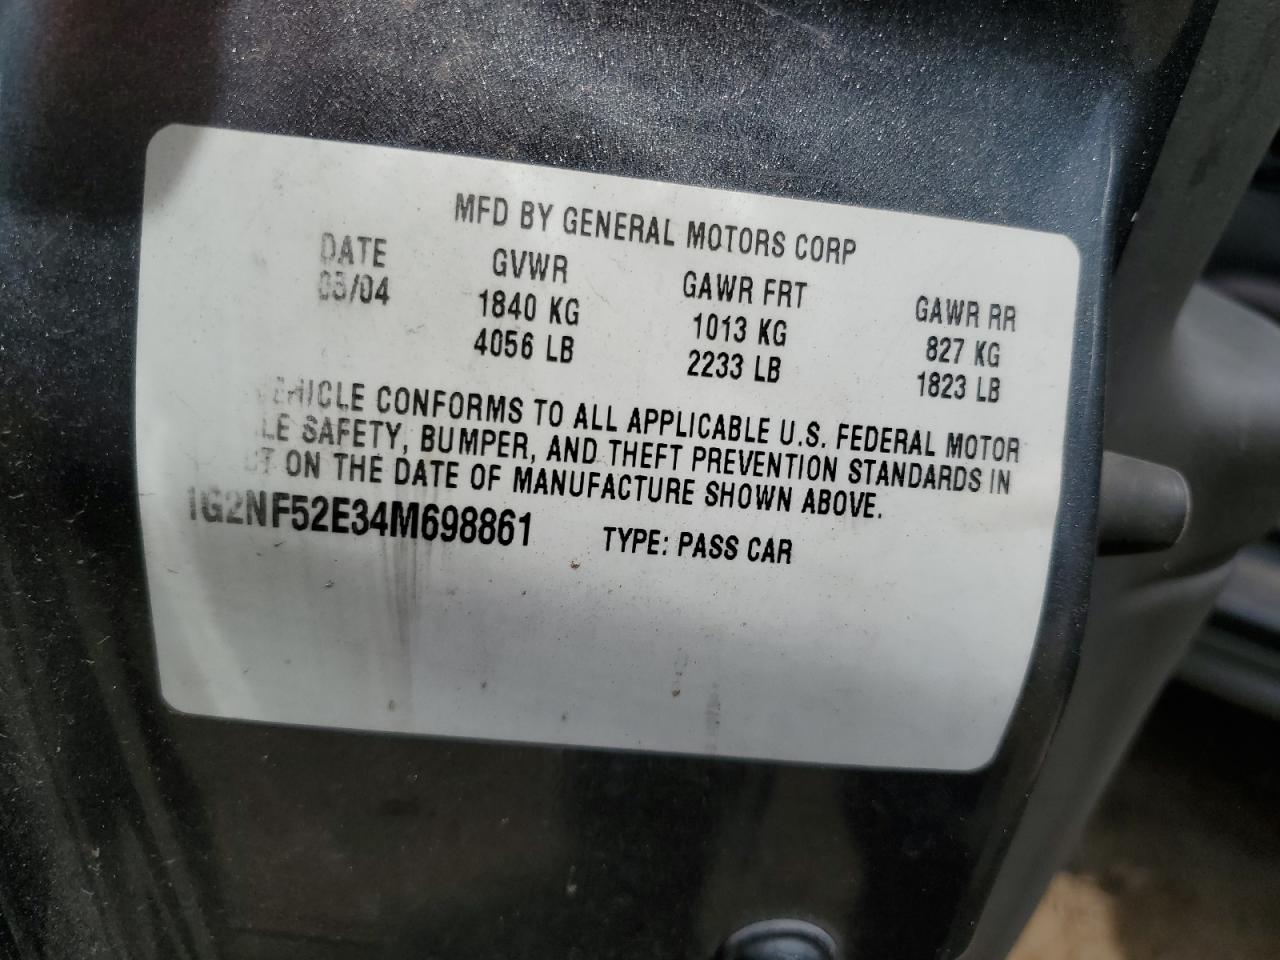 MFD BY GENERAL MOTORS CORP
DATE GVWR GAWR FRT GAWR RR
03/04 1840 KG 1013 KG 827 KG
4056 LB 2233 LB 1823 LB
VEHICLE CONFORMS TO ALL APPLICABLE U.S. FEDERAL MOTOR
SAFETY, BUMPER, AND THEFT PREVENTION STANDARDS IN
ON THE DATE OF MANUFACTURE SHOWN ABOVE.
1G2NF52E34M698861 TYPE: PASS CAR